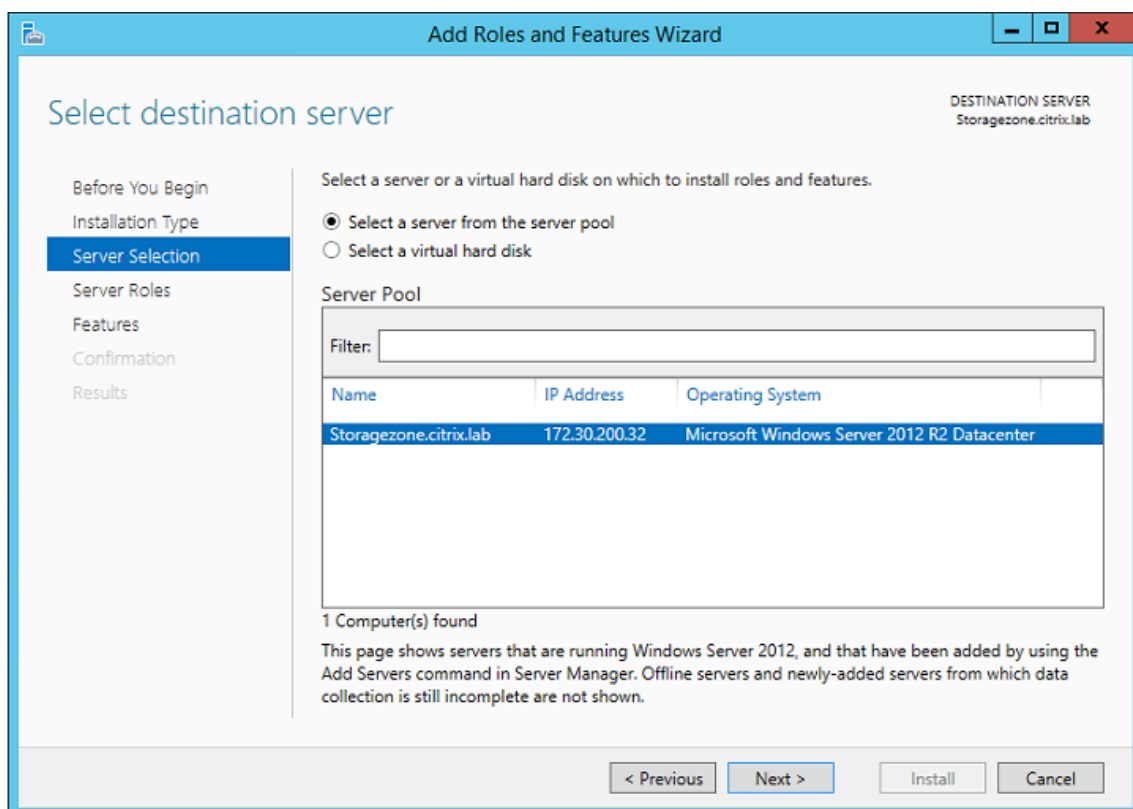 Add Roles and Features Wizard
Select destination server
DESTINATION SERVER
Storagezone.citrix.lab
Before You Begin
Installation Type
Server Selection
Server Roles
Features
Confirmation
Results
Select a server or a virtual hard disk on which to install roles and features.
Select a server from the server pool
Select a virtual hard disk
Server Pool
Filter:
Name IP Address Operating System
Storagezone.citrix.lab 172.30.200.32 Microsoft Windows Server 2012 R2 Datacenter
1 Computer(s) found
This page shows servers that are running Windows Server 2012, and that have been added by using the
Add Servers command in Server Manager. Offline servers and newly-added servers from which data
collection is still incomplete are not shown.
< Previous Next > Install Cancel